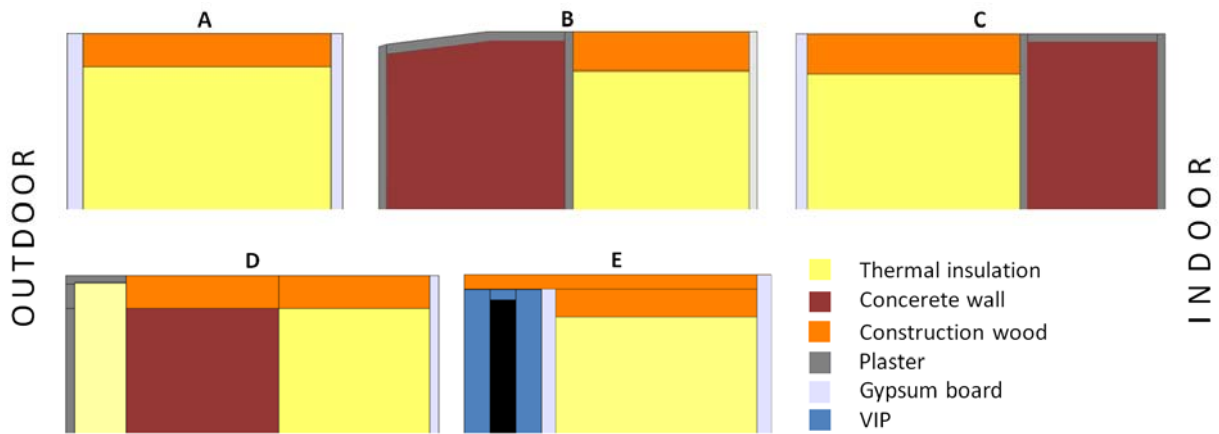 A
B
C
OUTDOOR
INDOOR
D
E
Thermal insulation
Concerete wall
Construction wood
Plaster
Gypsum board
VIP